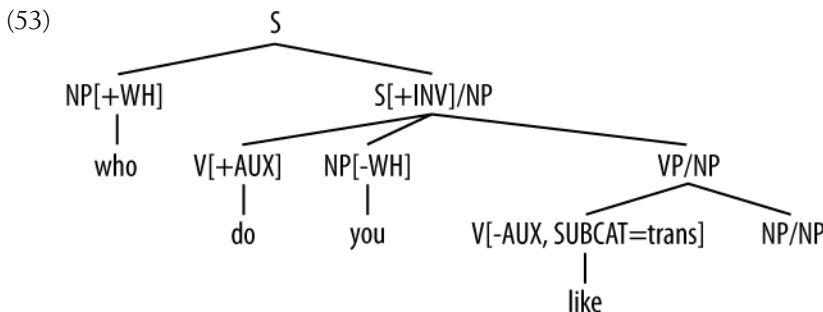 (53) S
NP[+WH] S[+INV]/NP
who V[+AUX] NP[-WH] VP/NP
do you V[-AUX, SUBCAT=trans] NP/NP
like